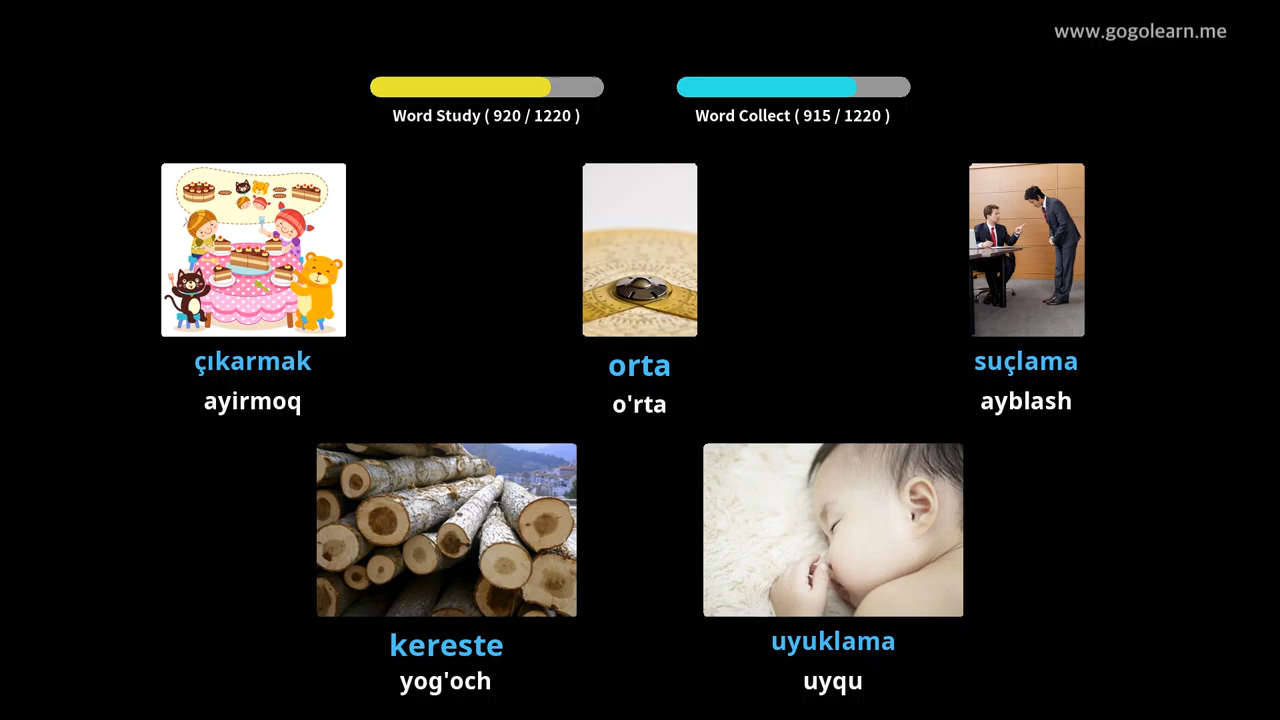 www.gogolearn.me
Word Study ( 920 / 1220 )
Word Collect ( 915 / 1220 )
çıkarmak
ayirmoq
orta
o'rta
suçlama
ayblash
kereste
yog'och
uyuklama
uyqu